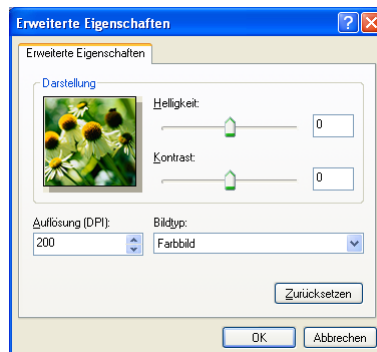 Erweiterte Eigenschaften
Erweiterte Eigenschaften
Darstellung
Helligkeit:
0
Kontrast:
0
Auflösung (DPI): Bildtyp:
200 Farbbild
Zurücksetzen
OK Abbrechen